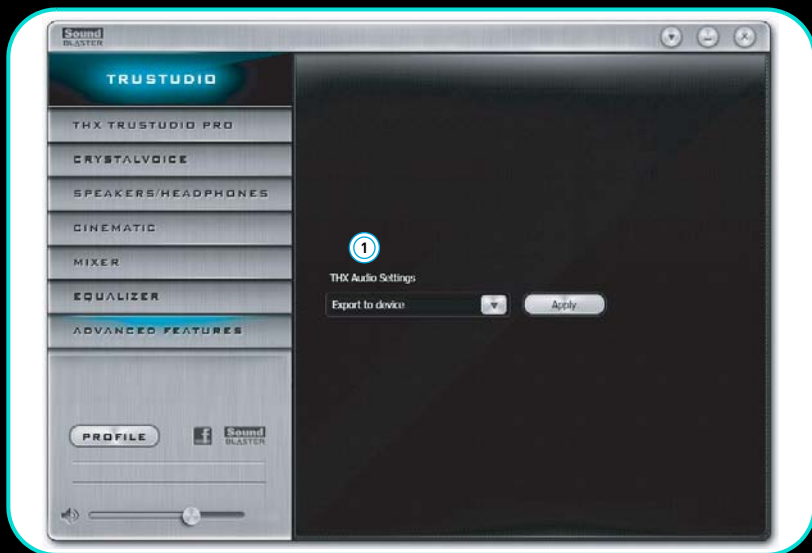 Sound
BLASTER
TRUSTUDIO
THX TRUSTUDIO PRO
CRYSTALVOICE
SPEAKERS/HEADPHONES
CINEMATIC
MIXER
EQUALIZER
ADVANCED FEATURES
1
THX Audio Settings
Export to device
Apply
PROFILE
f
Sound
BLASTER